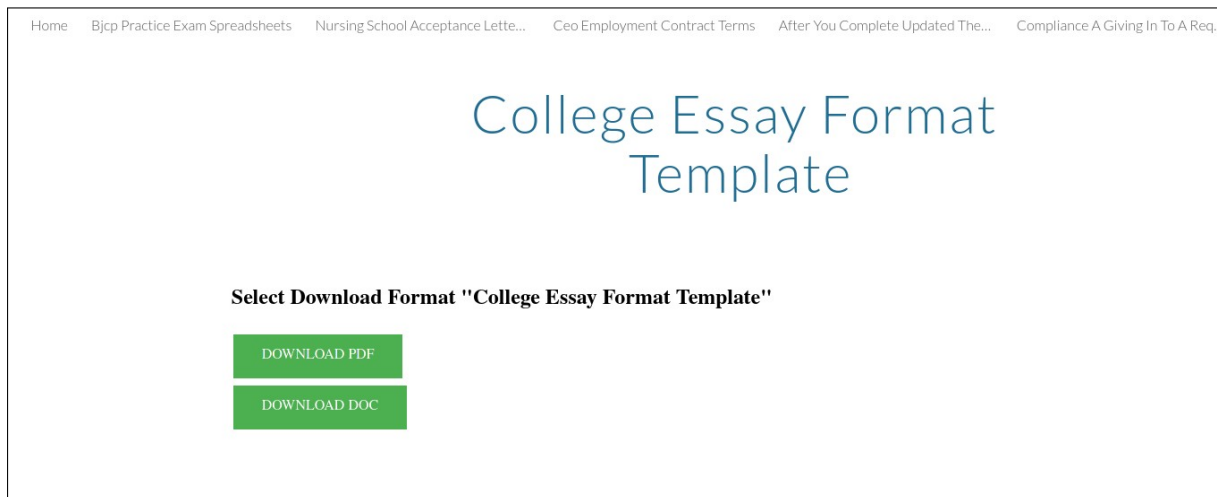 Home Bjcp Practice Exam Spreadsheets Nursing School Acceptance Lette... Ceo Employment Contract Terms After You Complete Updated The... Compliance A Giving In To A Req..
College Essay Format
Template
Select Download Format "College Essay Format Template"
DOWNLOAD PDF
DOWNLOAD DOC